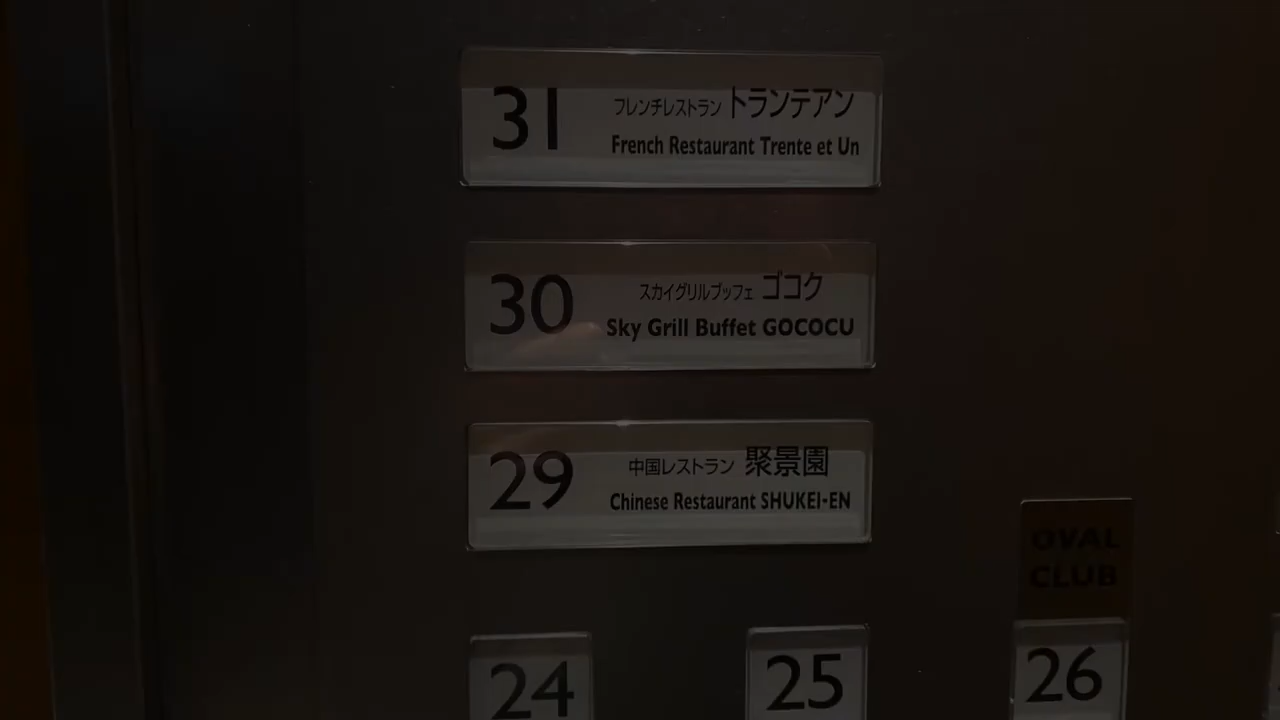 31 フレンチレストラン トランテアン
French Restaurant Trente et Un
30 スカイグリルブッフェ ゴコク
Sky Grill Buffet GOCOCU
29 中国レストラン 聚景園
Chinese Restaurant SHUKEI-EN
OVAL
CLUB
24 25 26